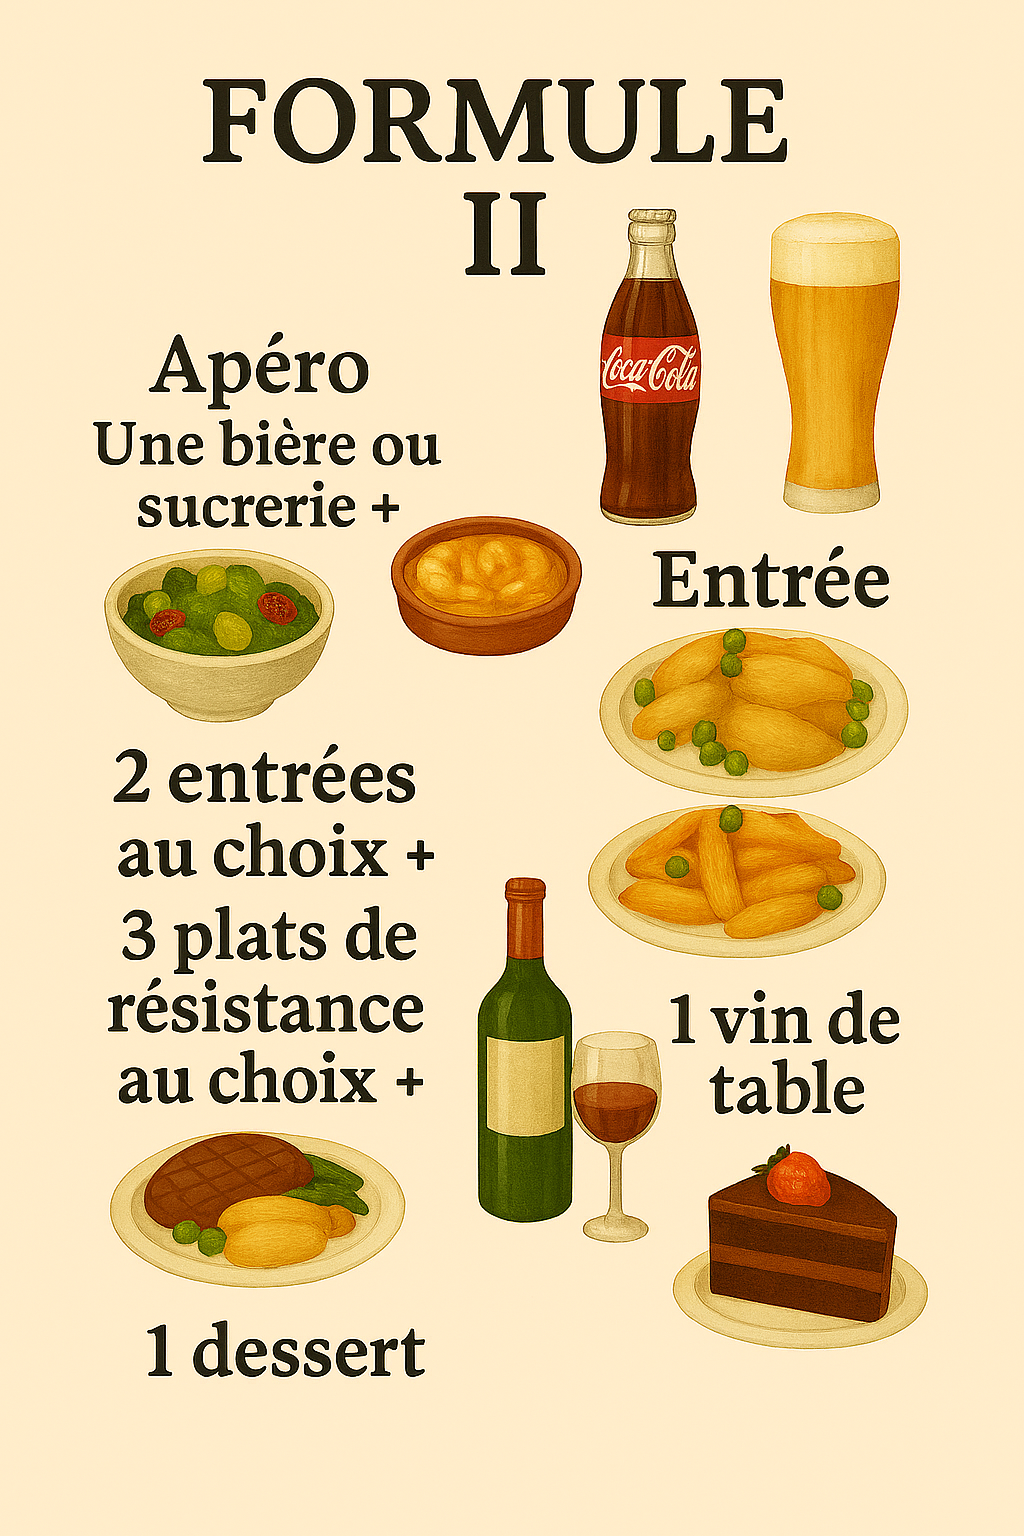 FORMULE
II
Coca-Cola
Apéro
Une bière ou
sucrerie +
Entrée
2 entrées
au choix +
3 plats de
résistance
au choix +
1 vin de
table
1 dessert